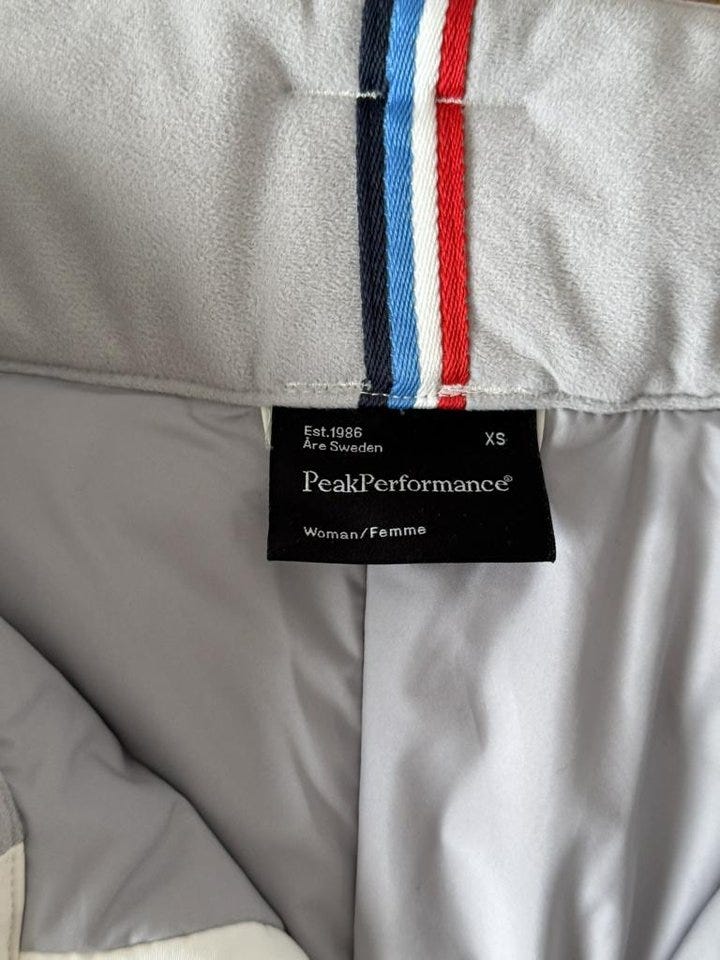 Est.1986
XS
Åre Sweden
PeakPerformance®
Woman/Femme